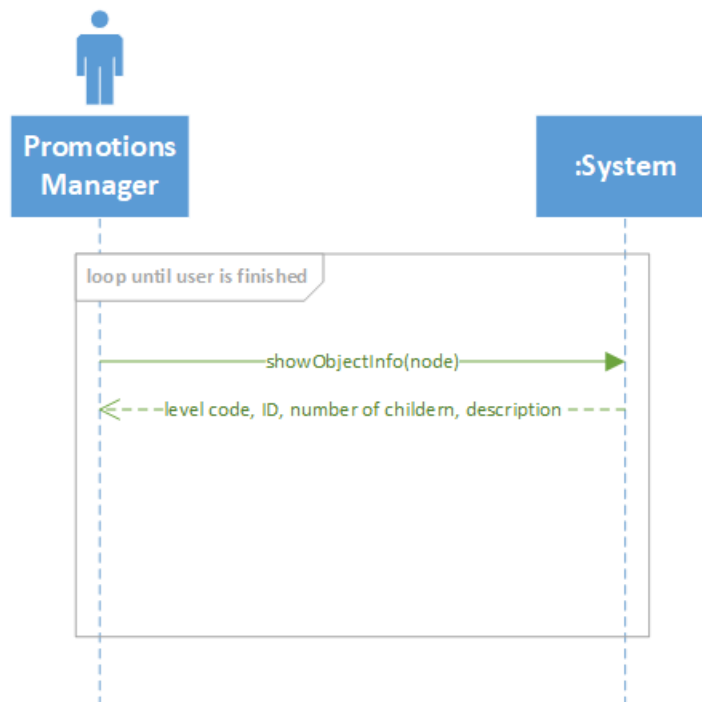 Promotions
Manager
:System
loop until user is finished
showObjectInfo(node)
level code, ID, number of childern, description